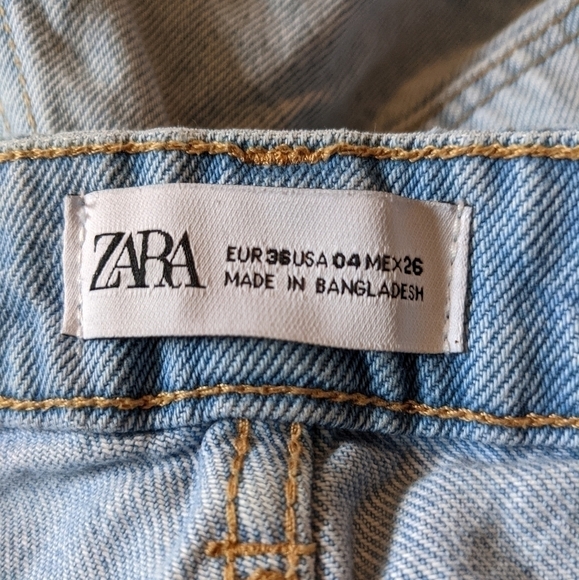 ZARA
EUR 36 USA 04 MEX 26
MADE IN BANGLADESH